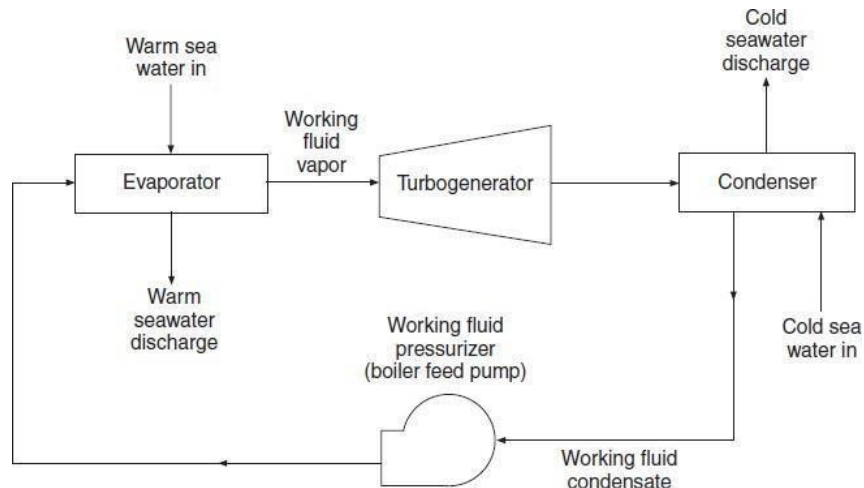 Warm sea
water in
Evaporator
Warm
seawater
discharge
Working
fluid
vapor
Turbogenerator
Cold
seawater
discharge
Condenser
Cold sea
water in
Working fluid
pressurizer
(boiler feed pump)
Working fluid
condensate